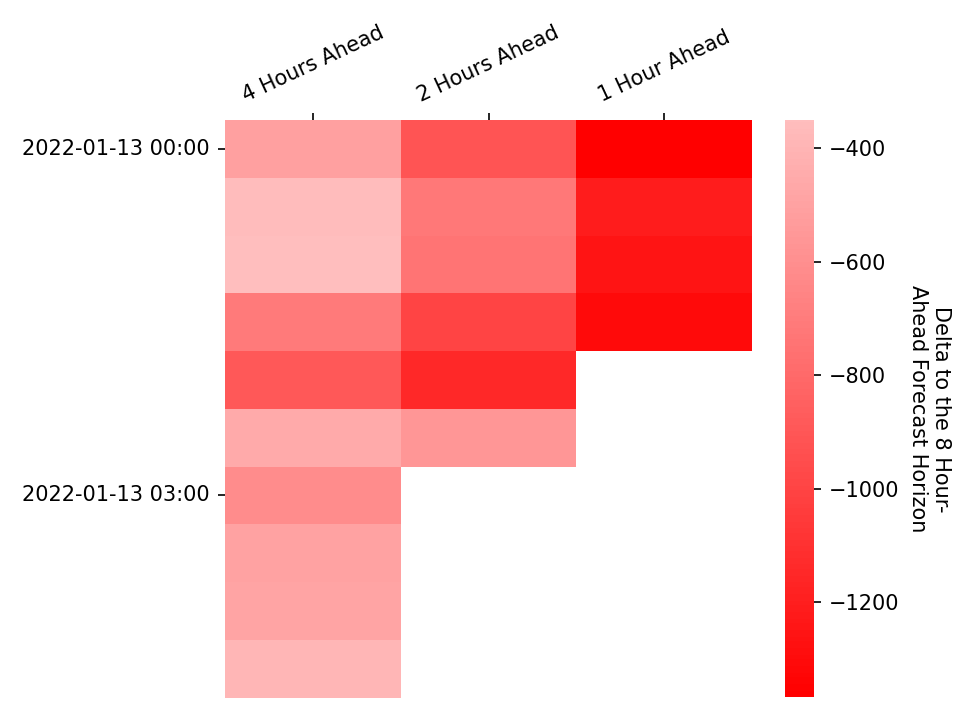 4 Hours Ahead
2 Hours Ahead
1 Hour Ahead
2022-01-13 00:00
2022-01-13 03:00
−400
−600
−800
−1000
−1200
Delta to the 8 Hour-
Ahead Forecast Horizon